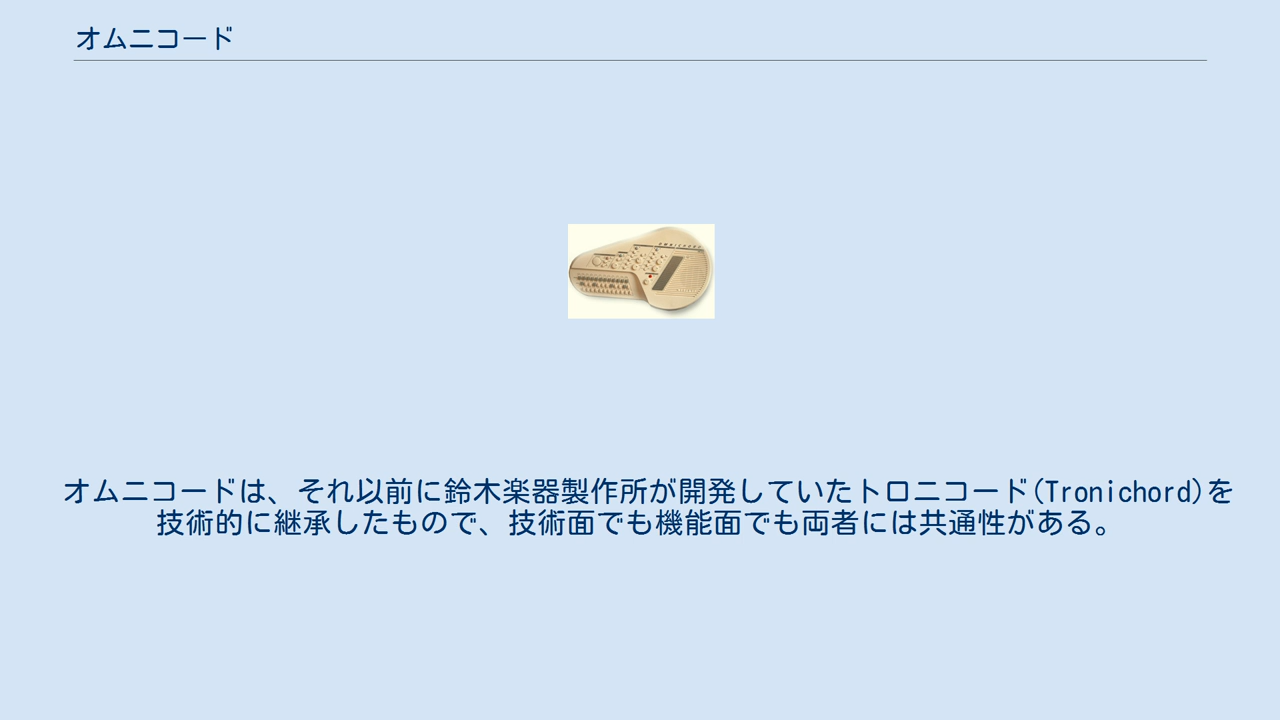 オムニコード
オムニコードは、それ以前に鈴木楽器製作所が開発していたトロニコード(Tronichord)を
技術的に継承したもので、技術面でも機能面でも両者には共通性がある。